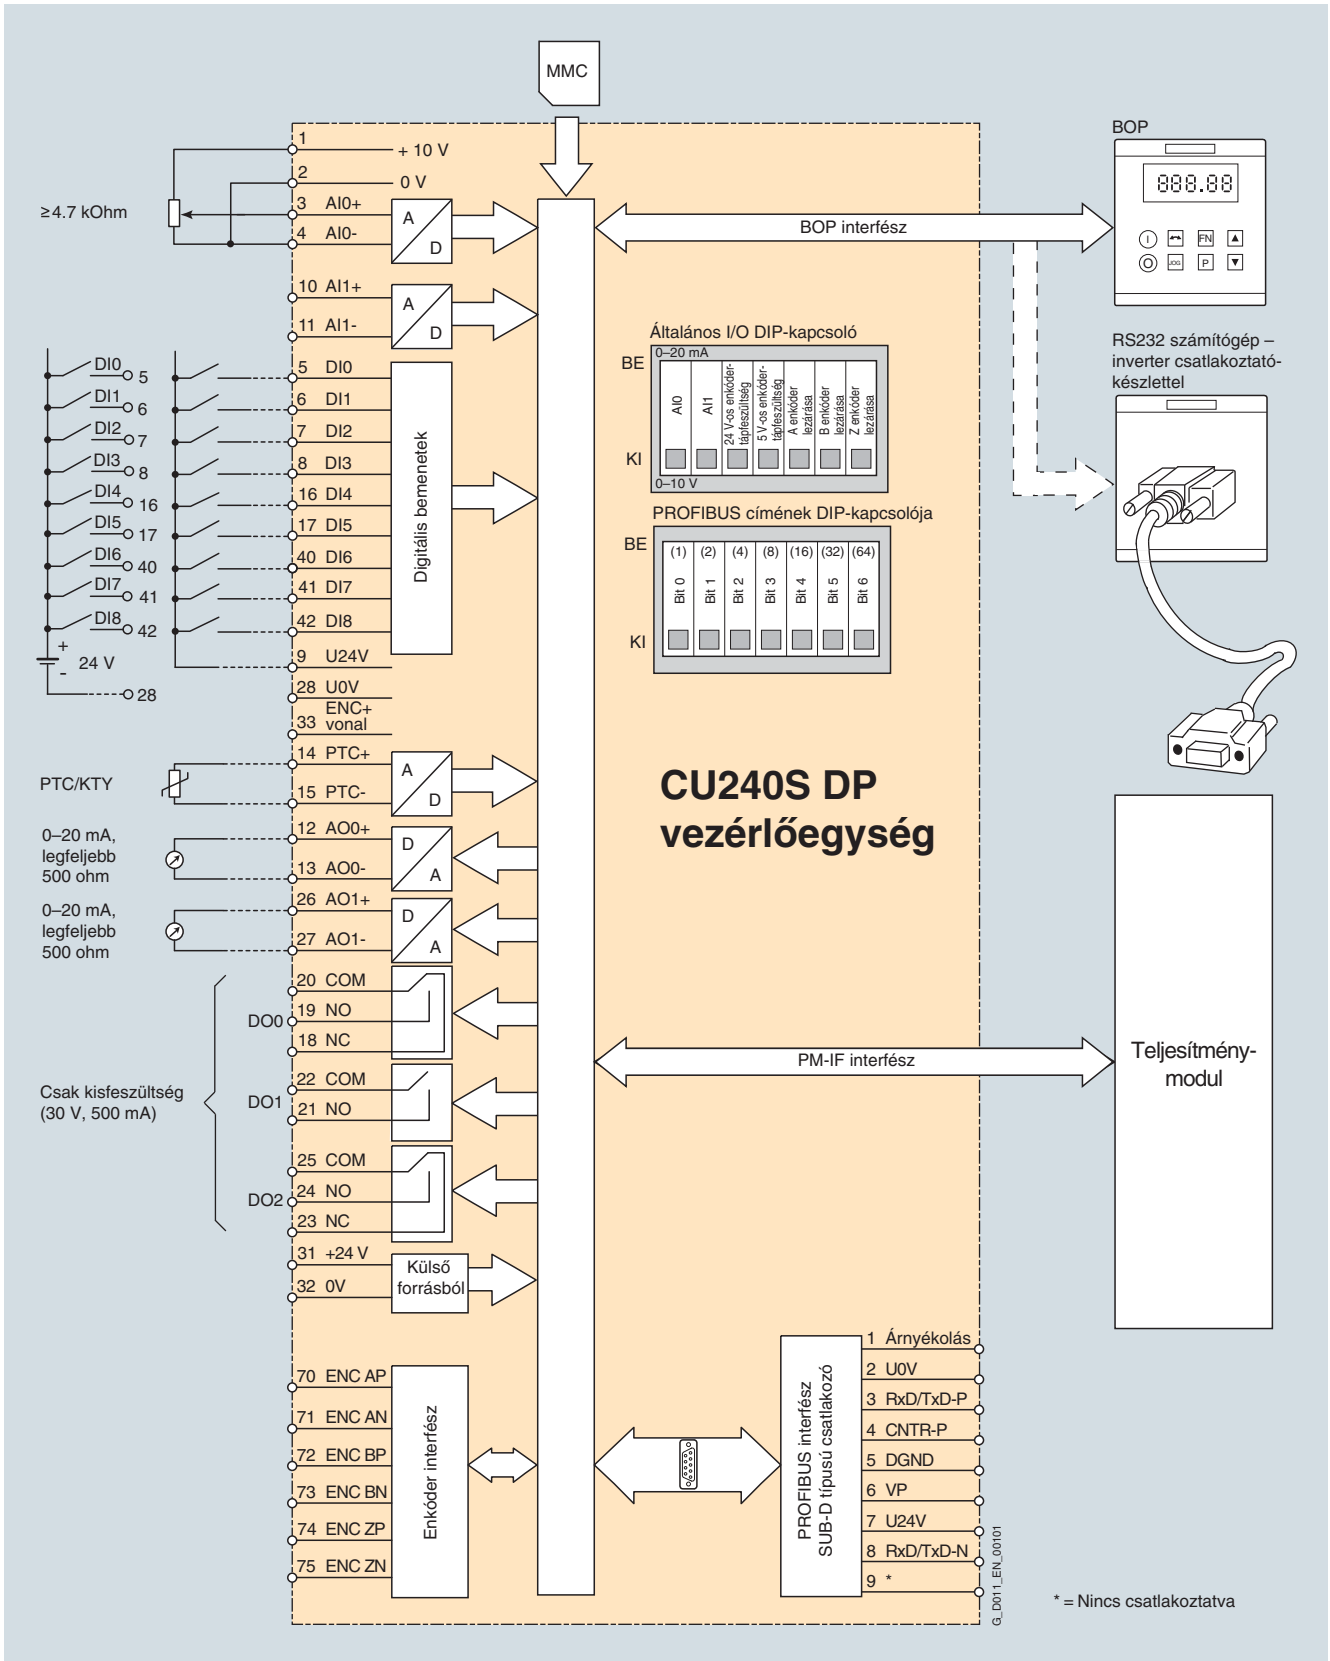 MMC
1
+ 10 V
2
0 V
≥4.7 kOhm
3 AI0+
4 AI0-
A
D
10 AI1+
11 AI1-
A
D
BOP interfész
BOP
888.88
I
FN
O
JOG
P
RS232 számítógép –
inverter csatlakoztató-
készlettel
Általános I/O DIP-kapcsoló
BE
0–20 mA
AI0
AI1
24 V-os enkóder-
tápfeszültség
5 V-os enkóder-
tápfeszültség
A enkóder
lezárása
B enkóder
lezárása
Z enkóder
lezárása
KI
0–10 V
PROFIBUS címének DIP-kapcsolója
BE
(1) (2) (4) (8) (16) (32) (64)
Bit 0
Bit 1
Bit 2
Bit 3
Bit 4
Bit 5
Bit 6
KI
DI0 5
DI1 6
DI2 7
DI3 8
DI4 16
DI5 17
DI6 40
DI7 41
DI8 42
+
24 V
-
28
5 DI0
6 DI1
7 DI2
8 DI3
16 DI4
17 DI5
40 DI6
41 DI7
42 DI8
Digitális bemenetek
9 U24V
28 U0V
ENC+
33 vonal
PTC/KTY
14 PTC+
15 PTC-
A
D
CU240S DP
vezérlőegység
0–20 mA,
legfeljebb
500 ohm
12 AO0+
13 AO0-
D
A
0–20 mA,
legfeljebb
500 ohm
26 AO1+
27 AO1-
D
A
Csak kisfeszültség
(30 V, 500 mA)
DO0
20 COM
19 NO
18 NC
DO1
22 COM
21 NO
DO2
25 COM
24 NO
23 NC
PM-IF interfész
Teljesítmény-
modul
31 +24 V
32 0V
Külső
forrásból
70 ENC AP
71 ENC AN
72 ENC BP
73 ENC BN
74 ENC ZP
75 ENC ZN
Enkóder interfész
PROFIBUS interfész
SUB-D típusú csatlakozó
1 Árnyékolás
2 U0V
3 RxD/TxD-P
4 CNTR-P
5 DGND
6 VP
7 U24V
8 RxD/TxD-N
9 *
G_D011_EN_00101
* = Nincs csatlakoztatva